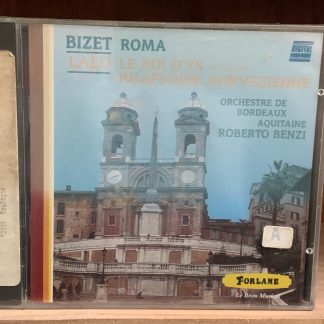 BIZET ROMA
LALO LE ROI D'YS
RHAPSODIE NORVEGIENNE
ORCHESTRE DE
BORDEAUX
AQUITAINE
ROBERTO BENZI
DIGITAL
A
FORLANE